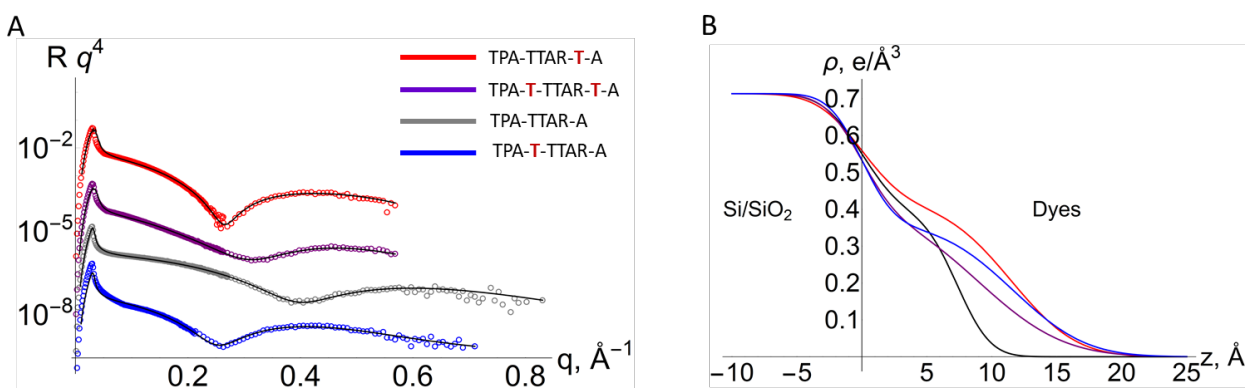 A
B
R q⁴
TPA-TTAR-T-A
TPA-T-TTAR-T-A
TPA-TTAR-A
TPA-T-TTAR-A
10⁻²
10⁻⁵
10⁻⁸
0.2
0.4
0.6
0.8
q, Å⁻¹
ρ, e/Å³
0.7
0.6
0.5
0.4
0.3
0.2
0.1
Si/SiO₂
Dyes
−10
−5
5
10
15
20
25
z, Å